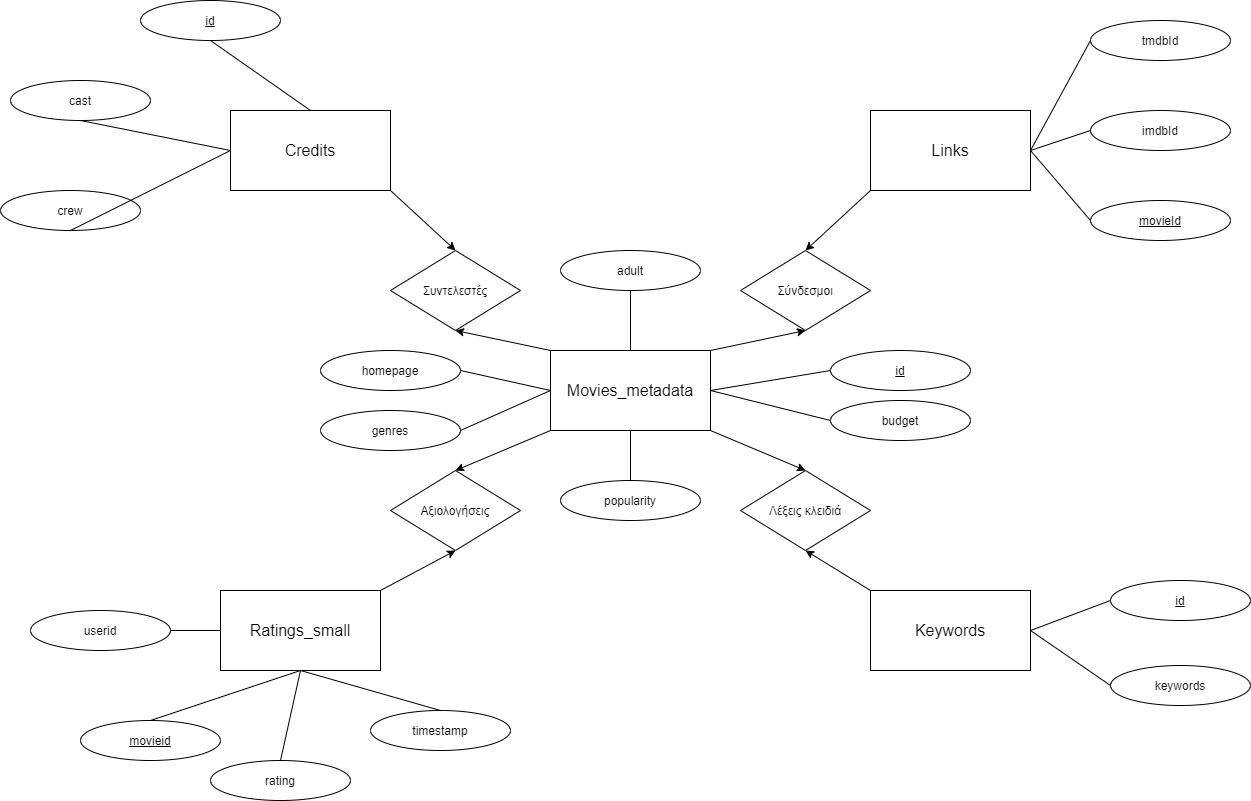 id
tmdbId
cast
imdbId
Credits
Links
crew
movieId
adult
Συντελεστές
Σύνδεσμοι
homepage
id
Movies_metadata
genres
budget
popularity
Αξιολογήσεις
Λέξεις κλειδιά
id
userid
Ratings_small
Keywords
keywords
movieid
timestamp
rating